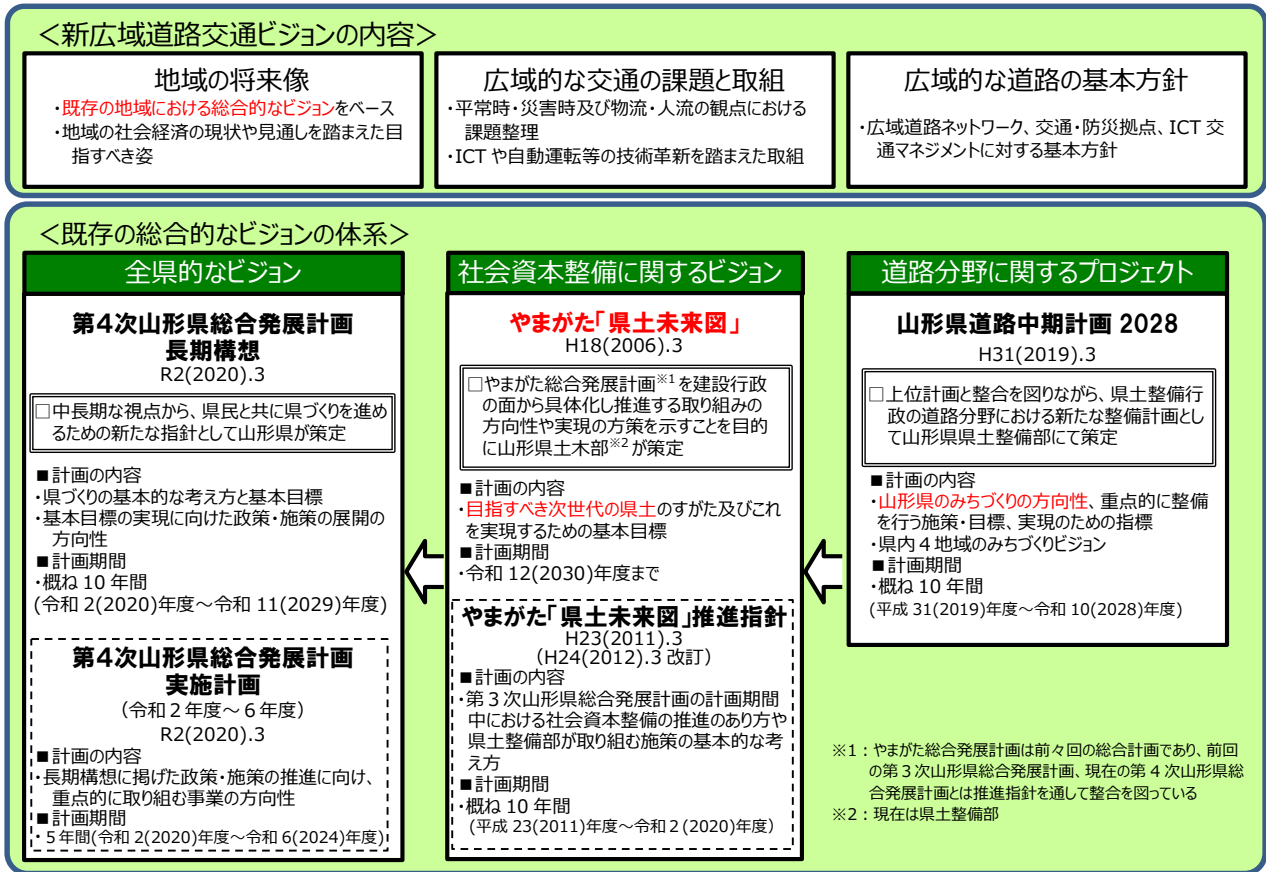 ＜新広域道路交通ビジョンの内容＞
地域の将来像
・既存の地域における総合的なビジョンをベース
・地域の社会経済の現状や見通しを踏まえた目
指すべき姿
広域的な交通の課題と取組
・平常時・災害時及び物流・人流の観点における
課題整理
・ICT や自動運転等の技術革新を踏まえた取組
広域的な道路の基本方針
・広域道路ネットワーク、交通・防災拠点、ICT 交
通マネジメントに対する基本方針
＜既存の総合的なビジョンの体系＞
全県的なビジョン
第4次山形県総合発展計画
長期構想
R2(2020).3
□中長期な視点から、県民と共に県づくりを進め
るための新たな指針として山形県が策定
■計画の内容
・県づくりの基本的な考え方と基本目標
・基本目標の実現に向けた政策・施策の展開の
方向性
■計画期間
・概ね 10 年間
(令和 2(2020)年度～令和 11(2029)年度)
第4次山形県総合発展計画
実施計画
（令和２年度～６年度）
R2(2020).3
■計画の内容
・長期構想に掲げた政策・施策の推進に向け、
重点的に取り組む事業の方向性
■計画期間
・５年間(令和 2(2020)年度～令和 6(2024)年度)
社会資本整備に関するビジョン
やまがた「県土未来図」
H18(2006).3
□やまがた総合発展計画※1 を建設行政
の面から具体化し推進する取り組みの
方向性や実現の方策を示すことを目的
に山形県土木部※2 が策定
■計画の内容
・目指すべき次世代の県土のすがた及びこれ
を実現するための基本目標
■計画期間
・令和 12(2030)年度まで
やまがた「県土未来図」推進指針
H23(2011).3
（H24(2012).3 改訂）
■計画の内容
・第３次山形県総合発展計画の計画期間
中における社会資本整備の推進のあり方や
県土整備部が取り組む施策の基本的な考
え方
■計画期間
・概ね 10 年間
(平成 23(2011)年度～令和２(2020)年度）
道路分野に関するプロジェクト
山形県道路中期計画 2028
H31(2019).3
□上位計画と整合を図りながら、県土整備行
政の道路分野における新たな整備計画とし
て山形県県土整備部にて策定
■計画の内容
・山形県のみちづくりの方向性、重点的に整備
を行う施策・目標、実現のための指標
・県内４地域のみちづくりビジョン
■計画期間
・概ね 10 年間
(平成 31(2019)年度～令和 10(2028)年度)
※1：やまがた総合発展計画は前々回の総合計画であり、前回
の第３次山形県総合発展計画、現在の第４次山形県総
合発展計画とは推進指針を通して整合を図っている
※2：現在は県土整備部